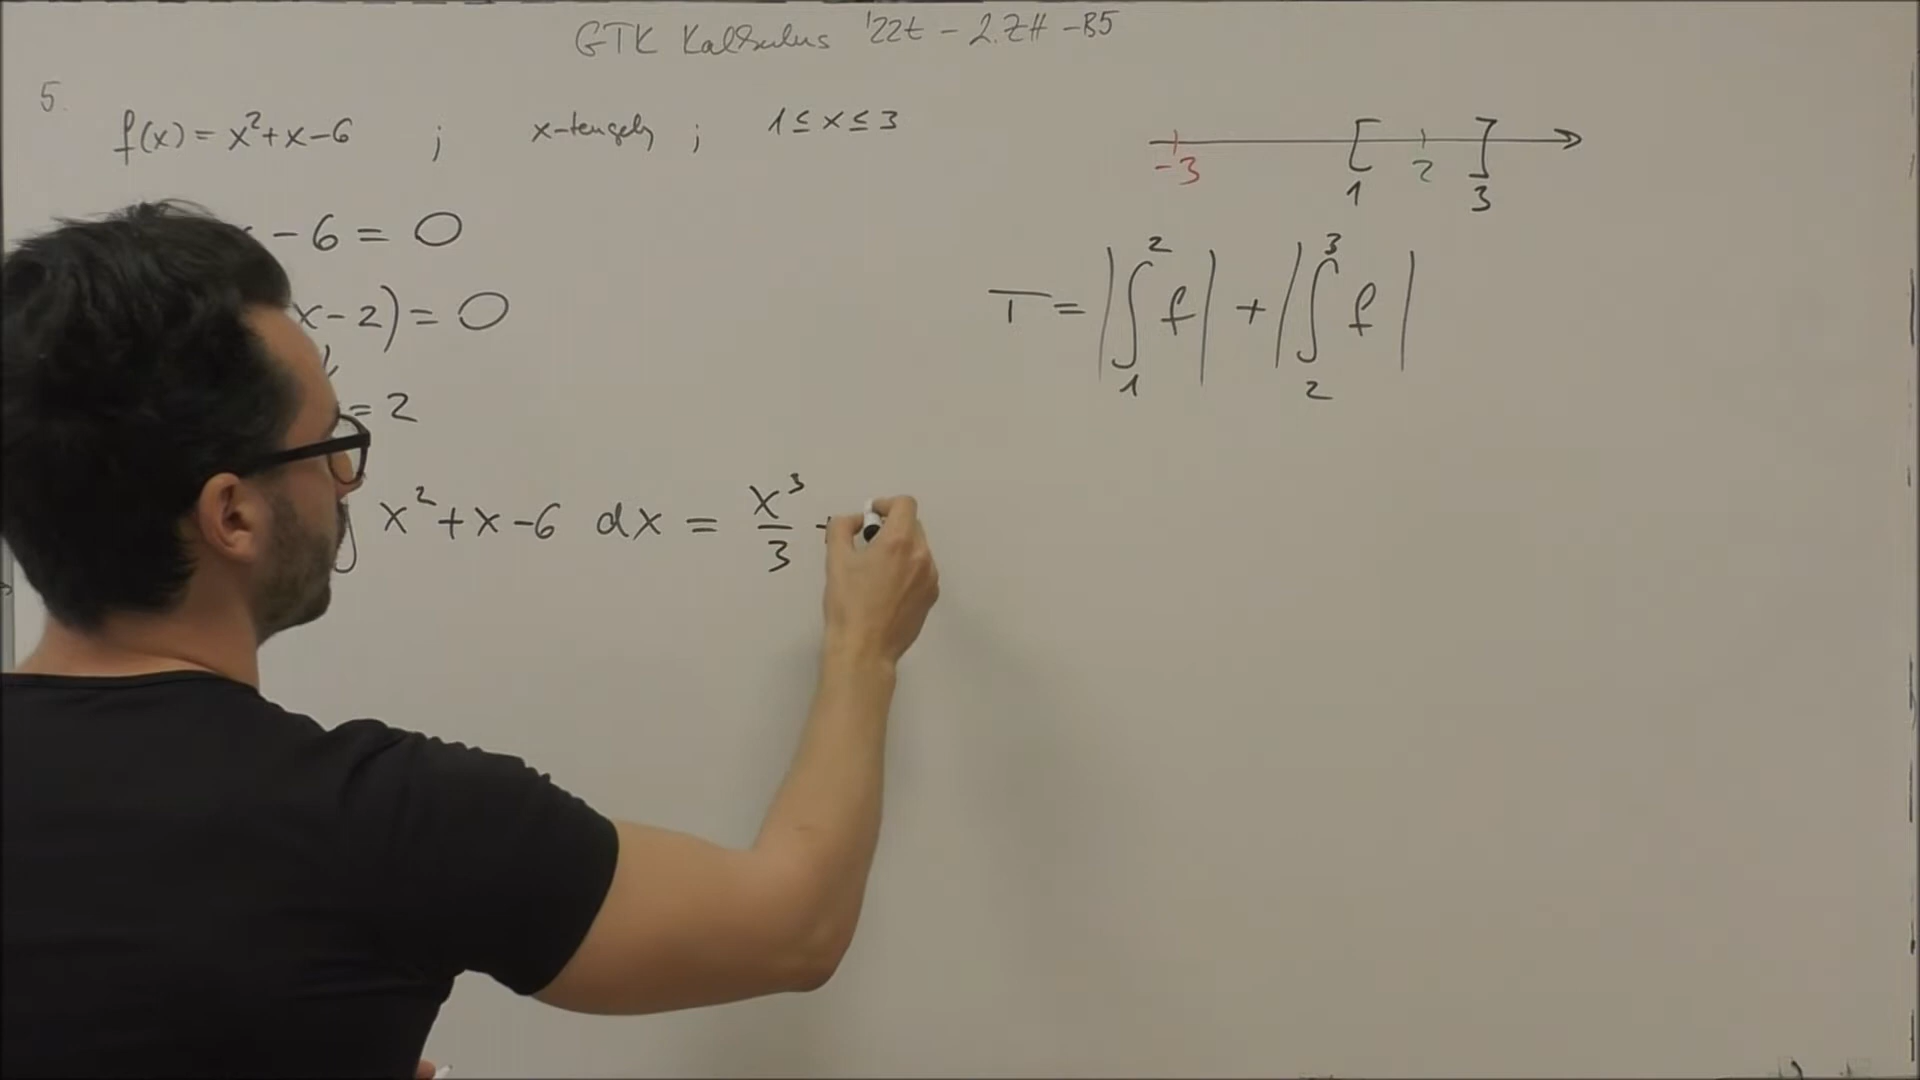 GTK Kalkulus '22t - 2.ZH - B5
5.
f(x) = x²+x-6 ; x-tengely ; 1≤x≤3
-3 1 2 3
- 6 = 0
x-2) = 0
T = |∫₁² f| + |∫₂³ f|
= 2
∫ x²+x-6 dx = x³/3 +